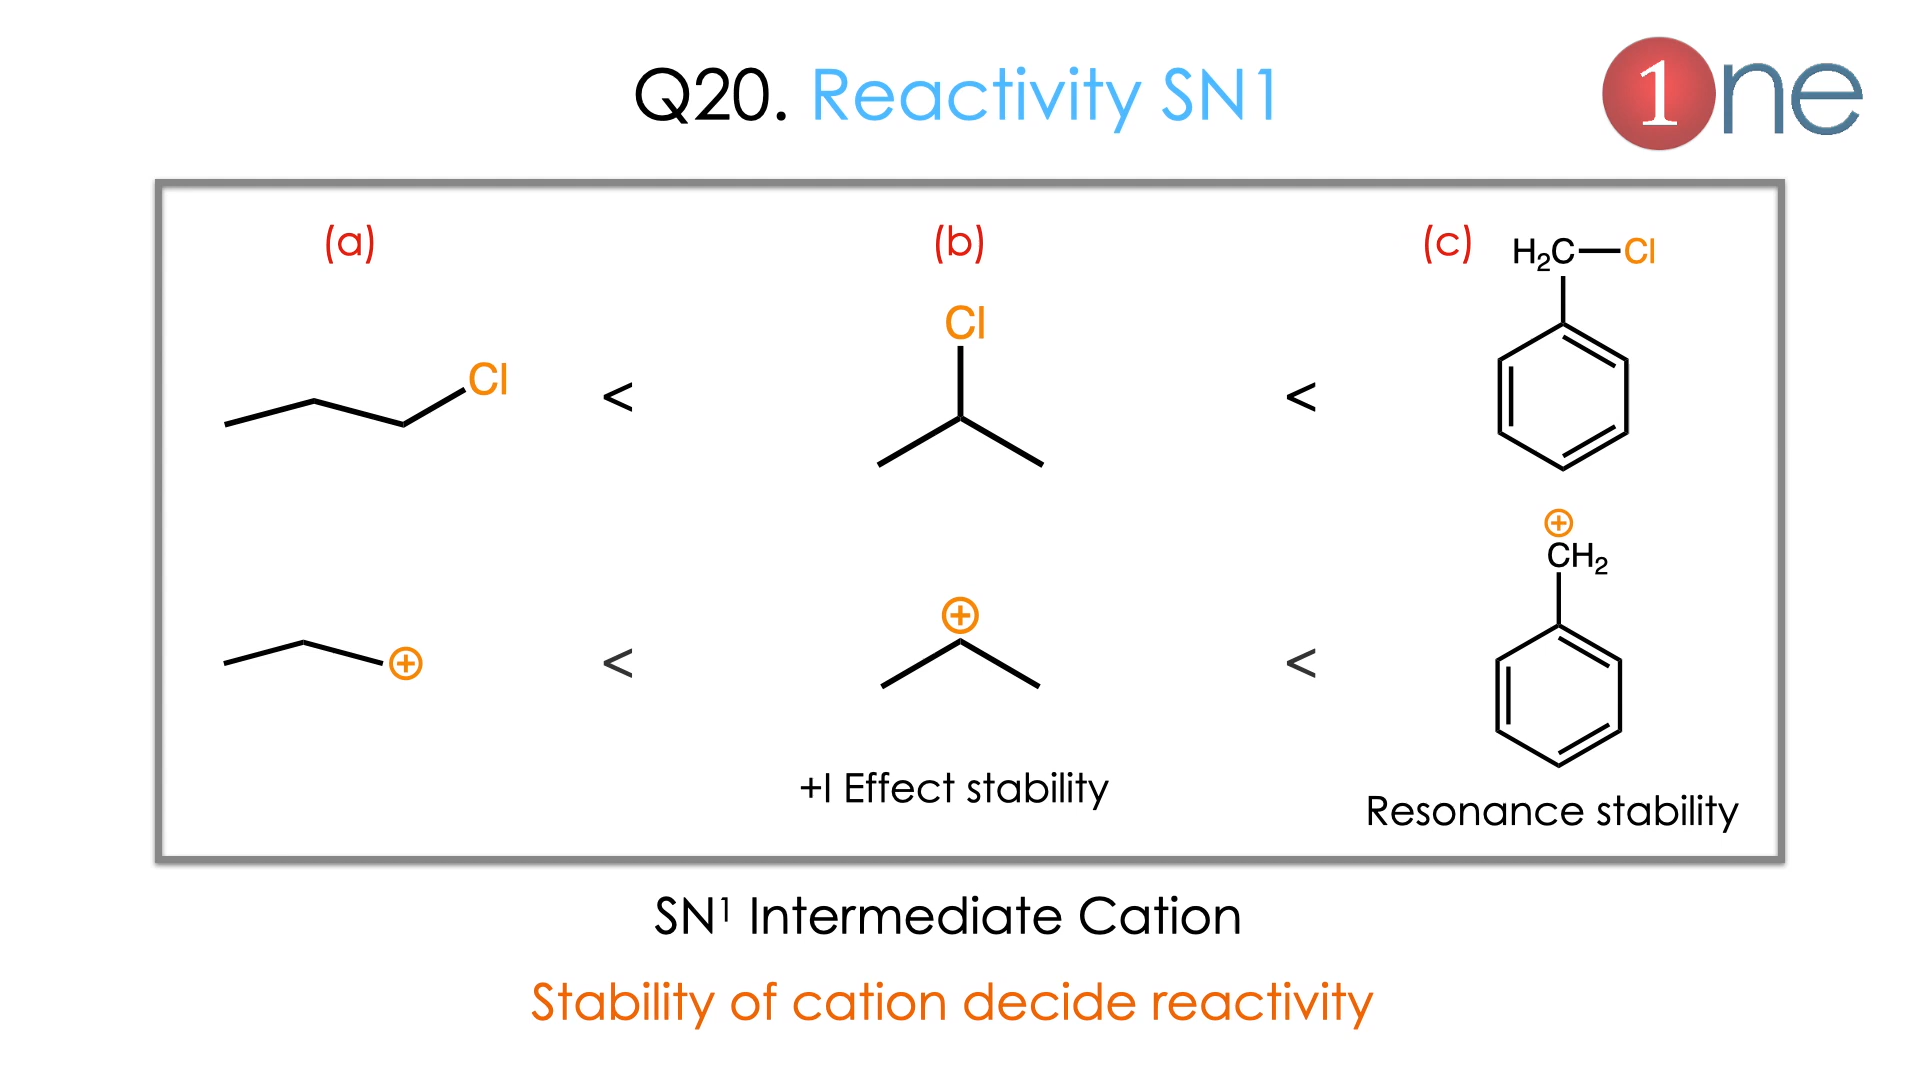 Q20. Reactivity SN1
1ne
(a)
(b)
(c)
H₂C—Cl
Cl
Cl
<
<
⊕
CH₂
⊕
⊕
<
<
+I Effect stability
Resonance stability
SN¹ Intermediate Cation
Stability of cation decide reactivity